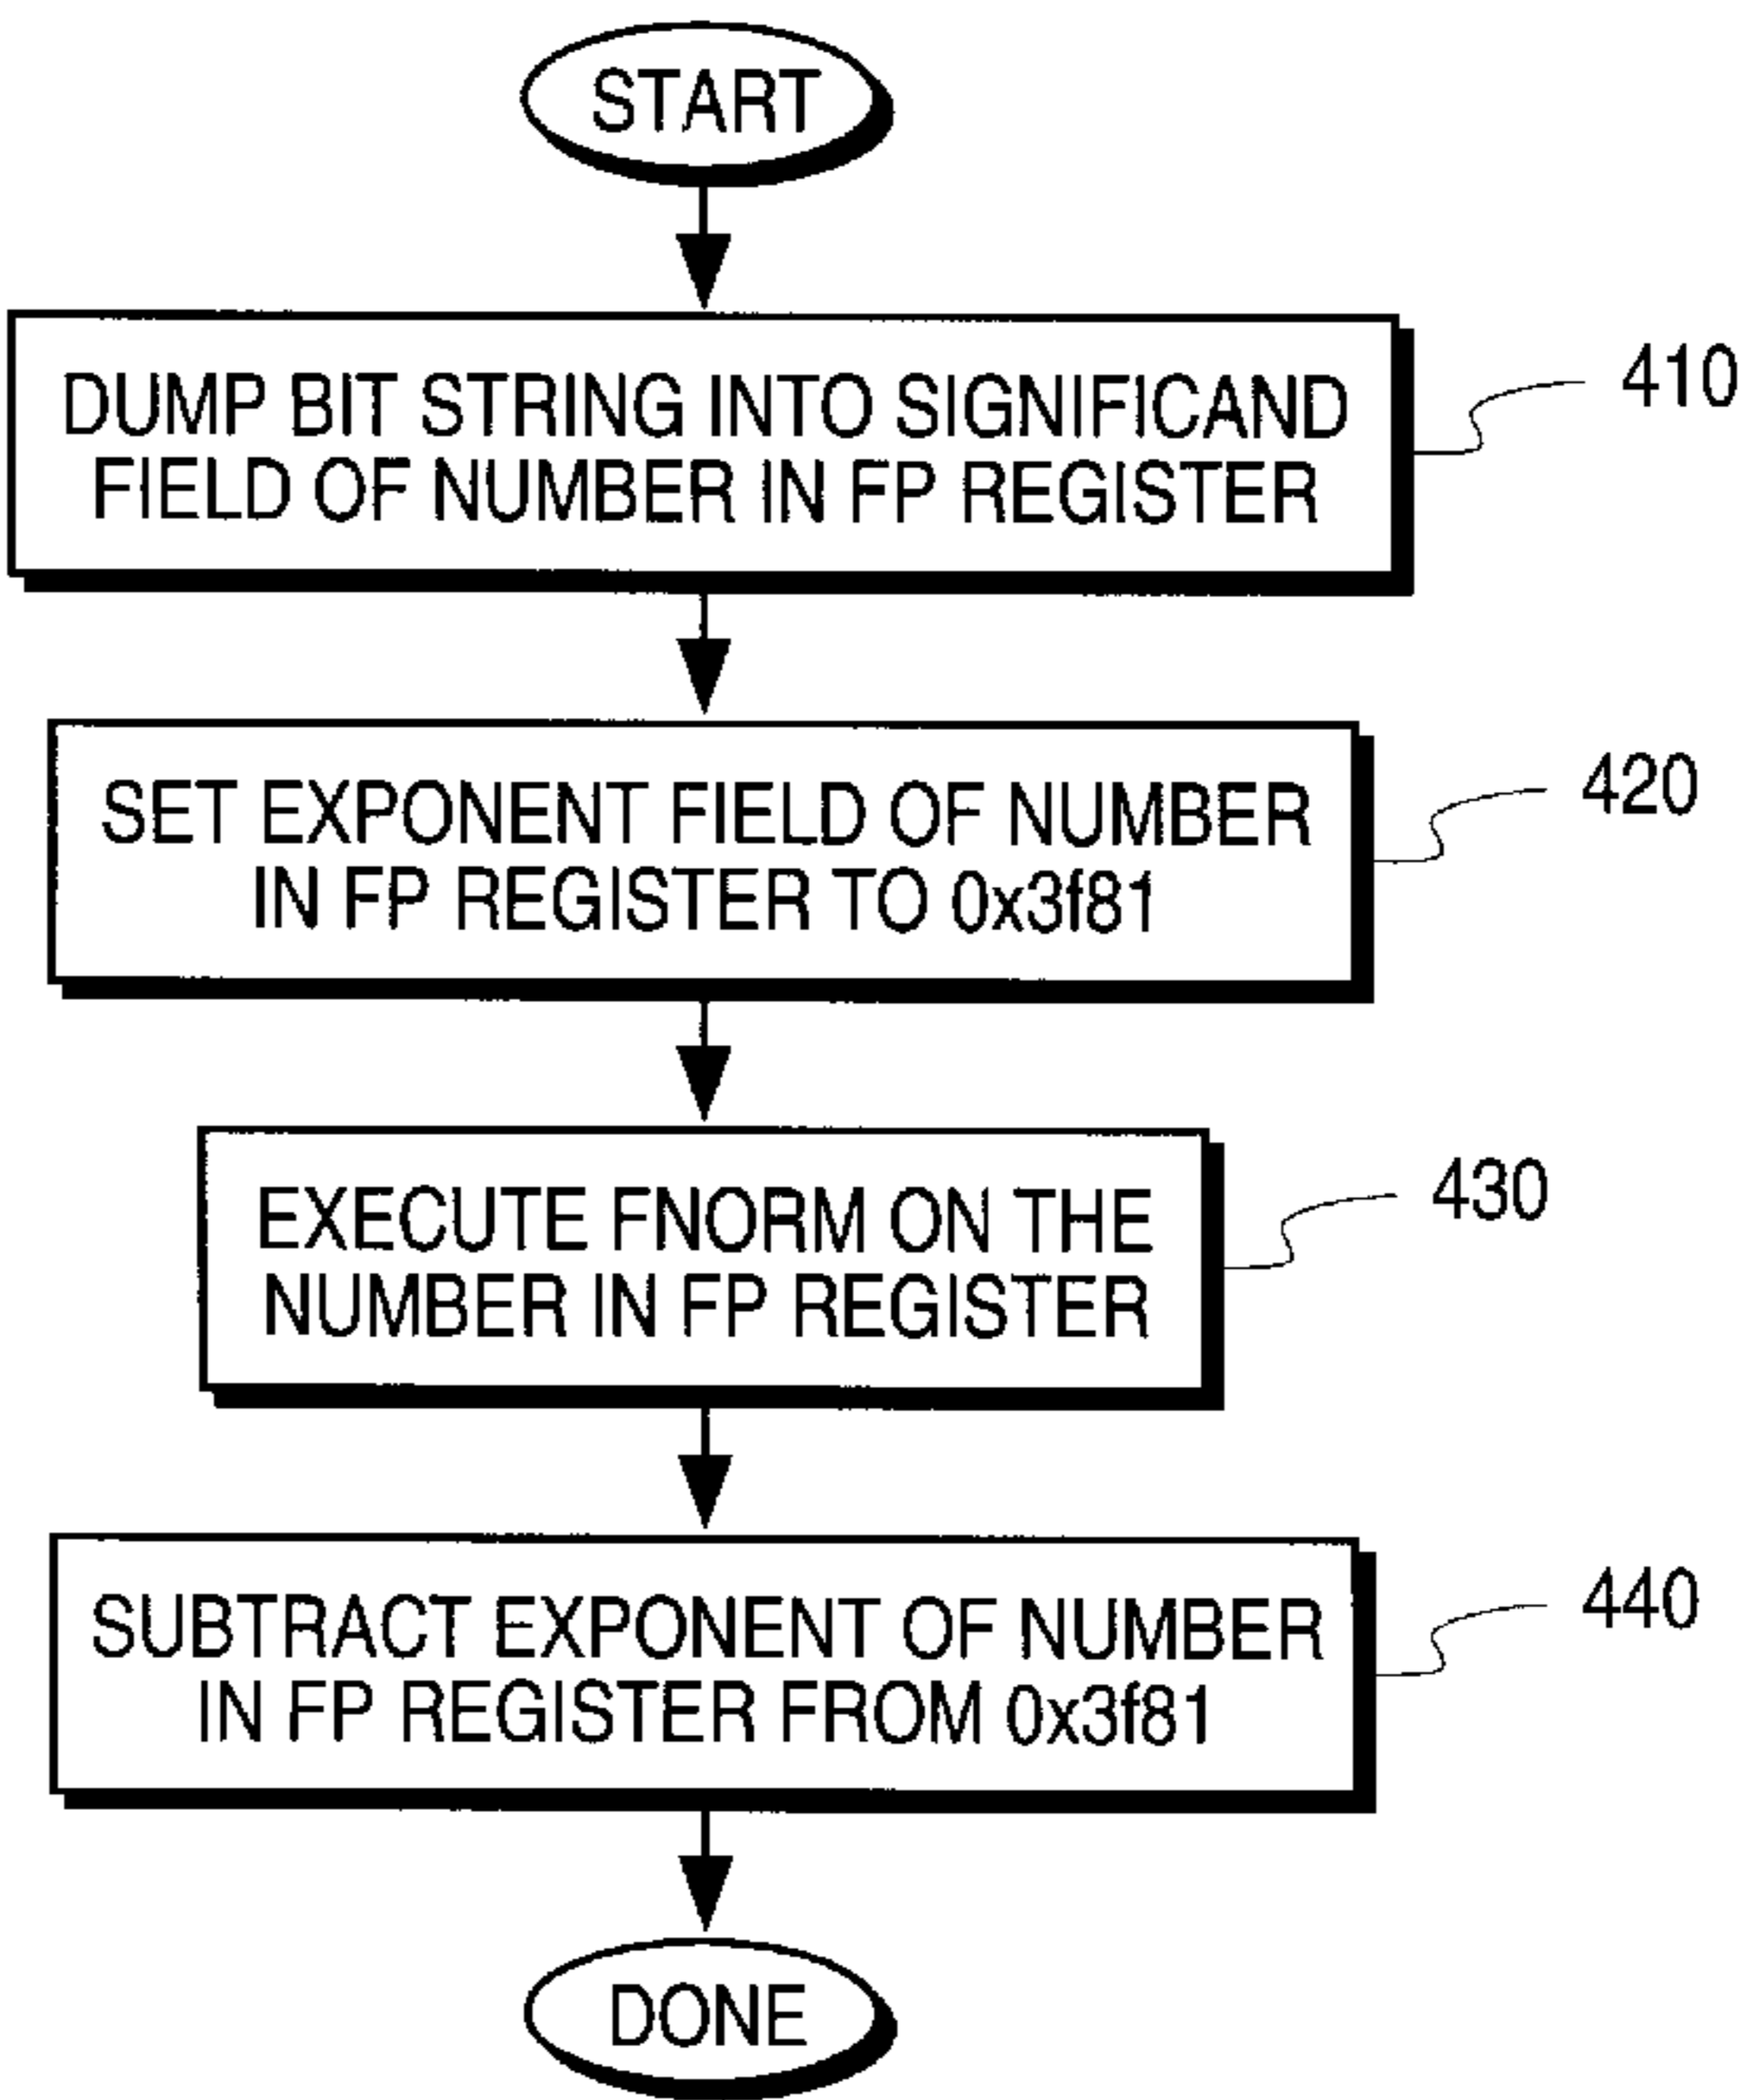 START
DUMP BIT STRING INTO SIGNIFICAND
FIELD OF NUMBER IN FP REGISTER
410
SET EXPONENT FIELD OF NUMBER
IN FP REGISTER TO 0x3f81
420
EXECUTE FNORM ON THE
NUMBER IN FP REGISTER
430
SUBTRACT EXPONENT OF NUMBER
IN FP REGISTER FROM 0x3f81
440
DONE